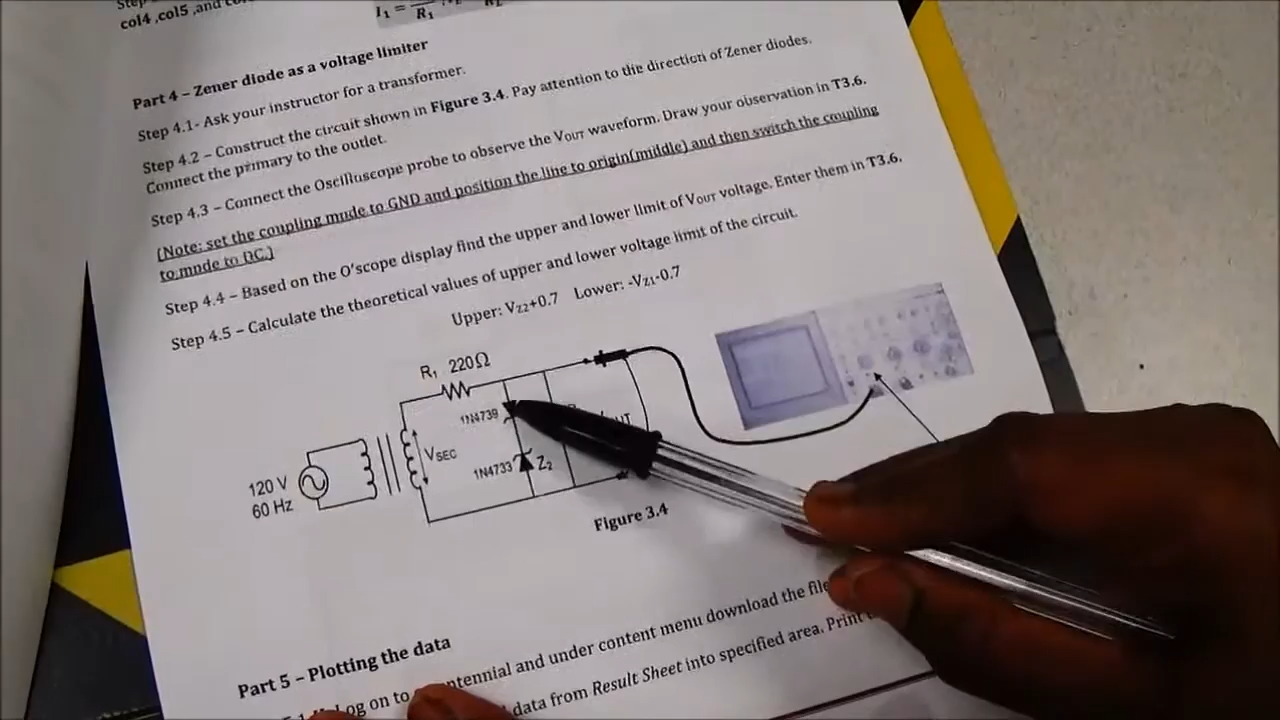 Step
col4 ,col5 ,and
I1 =
R1
Part 4 – Zener diode as a voltage limiter
Step 4.1- Ask your instructor for a transformer.
Step 4.2 – Construct the circuit shown in Figure 3.4. Pay attention to the direction of Zener diodes.
Connect the primary to the outlet.
Step 4.3 – Connect the Oscilluscope probe to observe the VOUT waveform. Draw your observation in T3.6.
(Note: set the coupling mode to GND and position the line to origin(middle) and then switch the coupling
to mode to DC.)
Step 4.4 – Based on the O'scope display find the upper and lower limit of VOUT voltage. Enter them in T3.6.
Step 4.5 – Calculate the theoretical values of upper and lower voltage limit of the circuit.
Upper: VZ2+0.7 Lower: -VZ1-0.7
R1 220Ω
1N4739
VSEC
1N4733 Z2
120 V
60 Hz
Figure 3.4
Part 5 – Plotting the data
Log on to and under content menu download the file
data from Result Sheet into specified area. Print